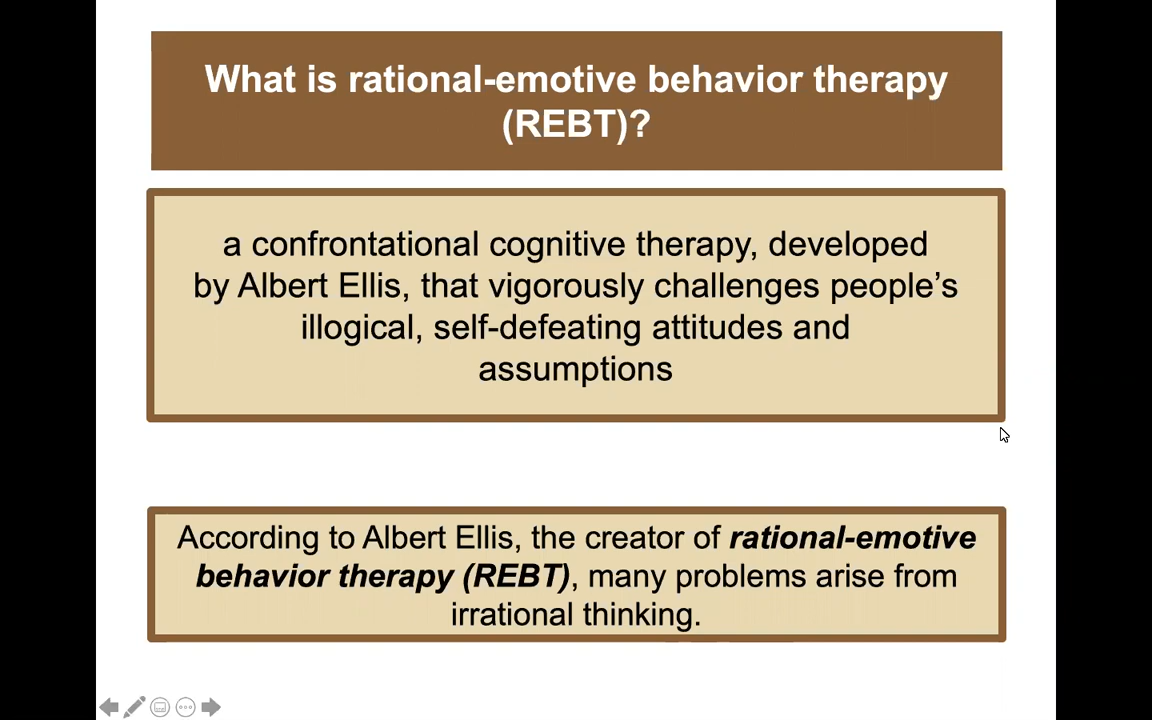 What is rational-emotive behavior therapy
(REBT)?
a confrontational cognitive therapy, developed
by Albert Ellis, that vigorously challenges people’s
illogical, self-defeating attitudes and
assumptions
According to Albert Ellis, the creator of rational-emotive
behavior therapy (REBT), many problems arise from
irrational thinking.